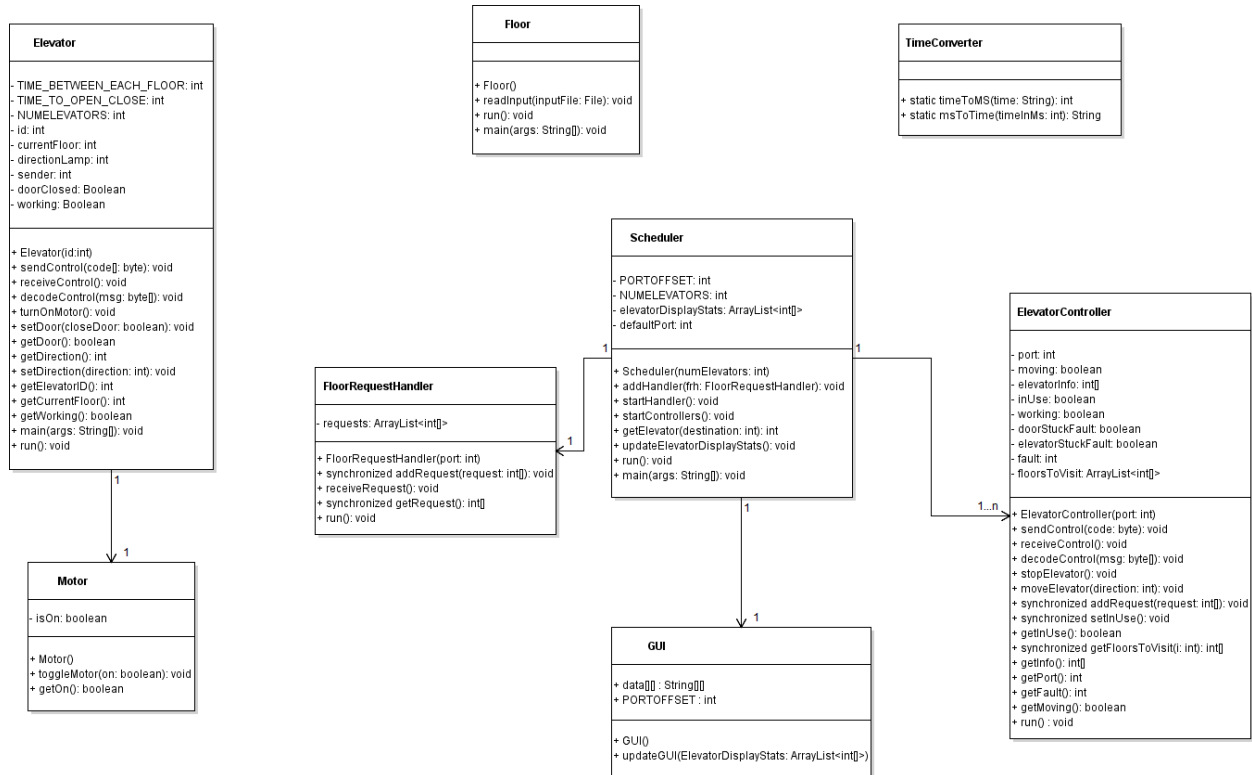 Elevator
- TIME_BETWEEN_EACH_FLOOR: int
- TIME_TO_OPEN_CLOSE: int
- NUMELEVATORS: int
- id: int
- currentFloor: int
- directionLamp: int
- sender: int
- doorClosed: Boolean
- working: Boolean
+ Elevator(id:int)
+ sendControl(code[]: byte): void
+ receiveControl(): void
+ decodeControl(msg: byte[]): void
+ turnOnMotor(): void
+ setDoor(closeDoor: boolean): void
+ getDoor(): boolean
+ getDirection(): int
+ setDirection(direction: int): void
+ getElevatorID(): int
+ getCurrentFloor(): int
+ getWorking(): boolean
+ main(args: String[]): void
+ run(): void
1
1
Motor
- isOn: boolean
+ Motor()
+ toggleMotor(on: boolean): void
+ getOn(): boolean
Floor
+ Floor()
+ readInput(inputFile: File): void
+ run(): void
+ main(args: String[]): void
TimeConverter
+ static timeToMS(time: String): int
+ static msToTime(timeInMs: int): String
Scheduler
- PORTOFFSET: int
- NUMELEVATORS: int
- elevatorDisplayStats: ArrayList<int[]>
- defaultPort: int
+ Scheduler(numElevators: int)
+ addHandler(frh: FloorRequestHandler): void
+ startHandler(): void
+ startControllers(): void
+ getElevator(destination: int): int
+ updateElevatorDisplayStats(): void
+ run(): void
+ main(args: String[]): void
1
1
1
1
1...n
1
FloorRequestHandler
- requests: ArrayList<int[]>
+ FloorRequestHandler(port: int)
+ synchronized addRequest(request: int[]): void
+ receiveRequest(): void
+ synchronized getRequest(): int[]
+ run(): void
GUI
+ data[][] : String[][]
+ PORTOFFSET : int
+ GUI()
+ updateGUI(ElevatorDisplayStats: ArrayList<int[]>)
ElevatorController
- port: int
- moving: boolean
- elevatorInfo: int[]
- inUse: boolean
- working: boolean
- doorStuckFault: boolean
- elevatorStuckFault: boolean
- fault: int
- floorsToVisit: ArrayList<int[]>
+ ElevatorController(port: int)
+ sendControl(code: byte): void
+ receiveControl(): void
+ decodeControl(msg: byte[]): void
+ stopElevator(): void
+ moveElevator(direction: int): void
+ synchronized addRequest(request: int[]): void
+ synchronized setInUse(): void
+ getInUse(): boolean
+ synchronized getFloorsToVisit(i: int): int[]
+ getInfo(): int[]
+ getPort(): int
+ getFault(): int
+ getMoving(): boolean
+ run() : void